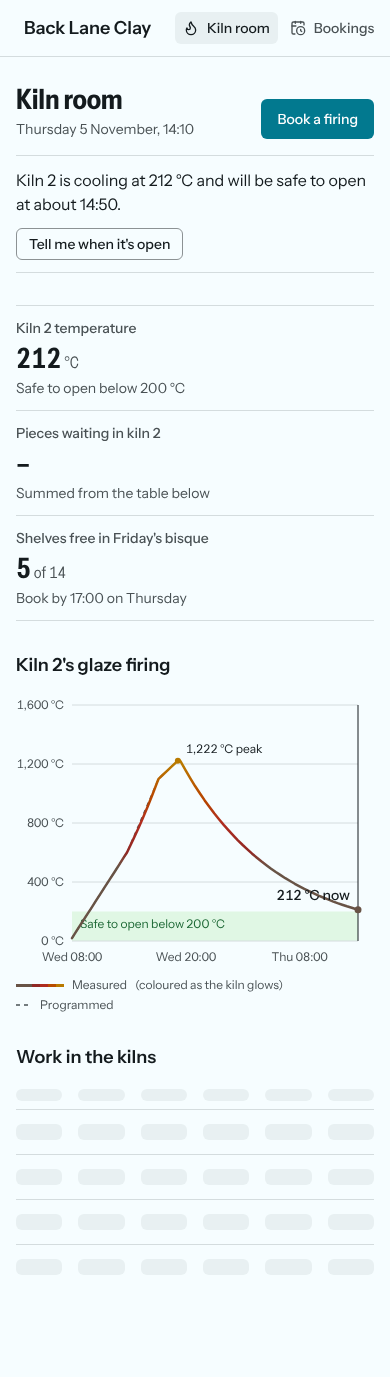 Back Lane Clay
Kiln room
Bookings
Kiln room
Thursday 5 November, 14:10
Book a firing
Kiln 2 is cooling at 212 °C and will be safe to open
at about 14:50.
Tell me when it's open
Kiln 2 temperature
212 °C
Safe to open below 200 °C
Pieces waiting in kiln 2
–
Summed from the table below
Shelves free in Friday's bisque
5 of 14
Book by 17:00 on Thursday
Kiln 2's glaze firing
1,600 °C
1,222 °C peak
1,200 °C
800 °C
400 °C
212 °C now
Safe to open below 200 °C
0 °C
Wed 08:00
Wed 20:00
Thu 08:00
Measured (coloured as the kiln glows)
Programmed
Work in the kilns